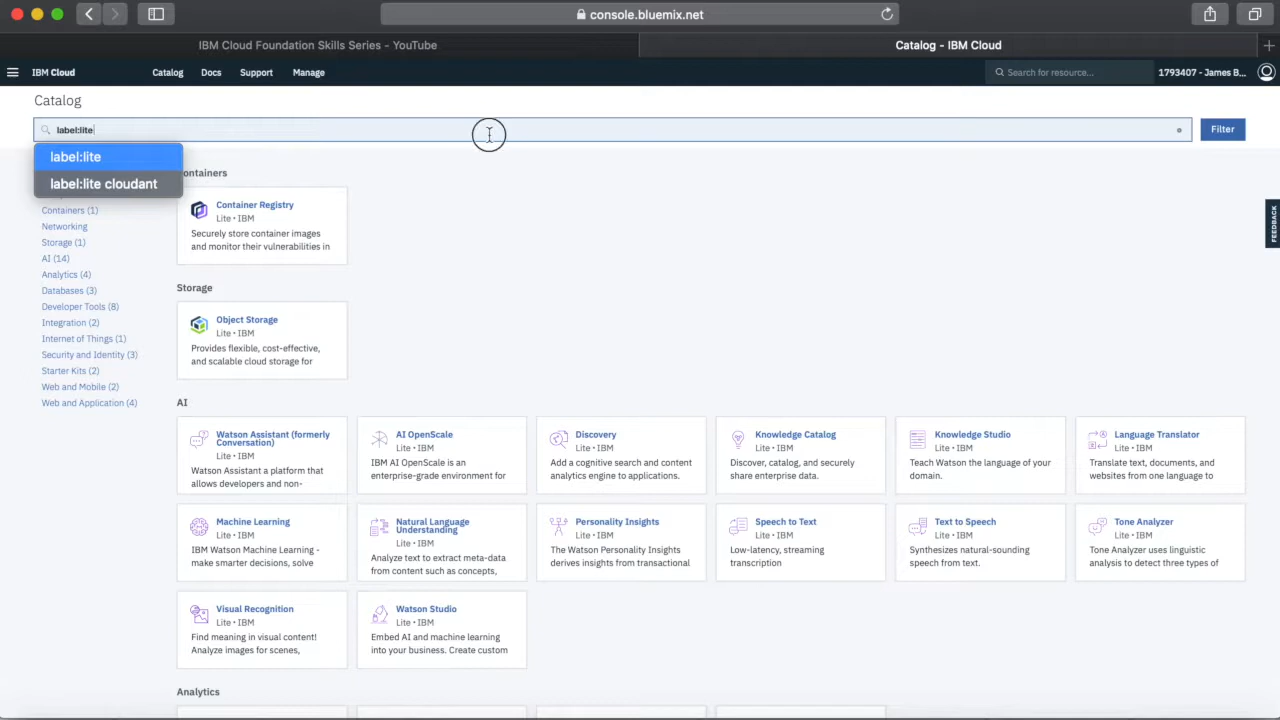 console.bluemix.net
IBM Cloud Foundation Skills Series - YouTube
Catalog - IBM Cloud
IBM Cloud
Catalog
Docs
Support
Manage
Search for resource...
1793407 - James B...
Catalog
label:lite
Filter
label:lite
label:lite cloudant
Containers (1)
Networking
Storage (1)
AI (14)
Analytics (4)
Databases (3)
Developer Tools (8)
Integration (2)
Internet of Things (1)
Security and Identity (3)
Starter Kits (2)
Web and Mobile (2)
Web and Application (4)
ontainers
Container Registry
Lite • IBM
Securely store container images
and monitor their vulnerabilities in
Storage
Object Storage
Lite • IBM
Provides flexible, cost-effective,
and scalable cloud storage for
AI
Watson Assistant (formerly
Conversation)
Lite • IBM
Watson Assistant a platform that
allows developers and non-
AI OpenScale
Lite • IBM
IBM AI OpenScale is an
enterprise-grade environment for
Discovery
Lite • IBM
Add a cognitive search and content
analytics engine to applications.
Knowledge Catalog
Lite • IBM
Discover, catalog, and securely
share enterprise data.
Knowledge Studio
Lite • IBM
Teach Watson the language of your
domain.
Language Translator
Lite • IBM
Translate text, documents, and
websites from one language to
Machine Learning
Lite • IBM
IBM Watson Machine Learning -
make smarter decisions, solve
Natural Language
Understanding
Lite • IBM
Analyze text to extract meta-data
from content such as concepts,
Personality Insights
Lite • IBM
The Watson Personality Insights
derives insights from transactional
Speech to Text
Lite • IBM
Low-latency, streaming
transcription
Text to Speech
Lite • IBM
Synthesizes natural-sounding
speech from text.
Tone Analyzer
Lite • IBM
Tone Analyzer uses linguistic
analysis to detect three types of
Visual Recognition
Lite • IBM
Find meaning in visual content!
Analyze images for scenes,
Watson Studio
Lite • IBM
Embed AI and machine learning
into your business. Create custom
Analytics
FEEDBACK